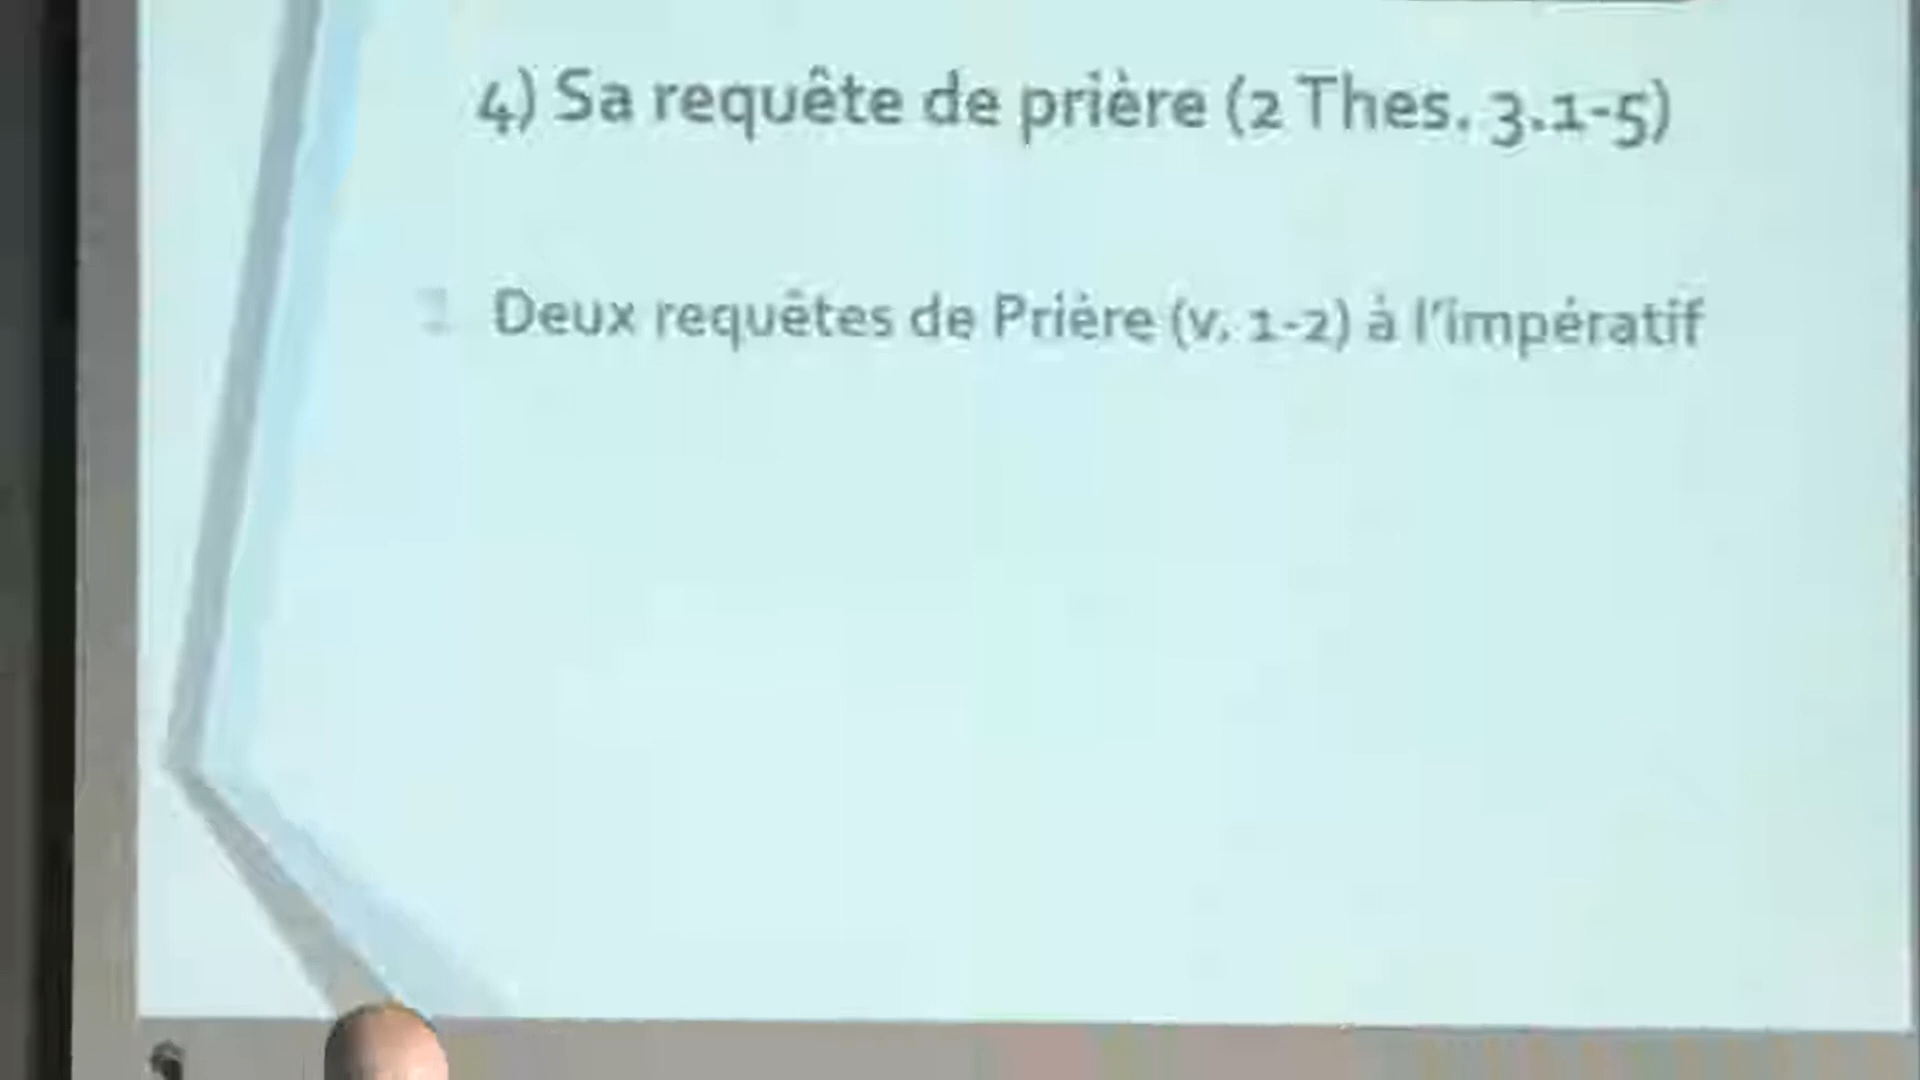 4) Sa requête de prière (2 Thes. 3.1-5)
Deux requêtes de Prière (v. 1-2) à l'impératif